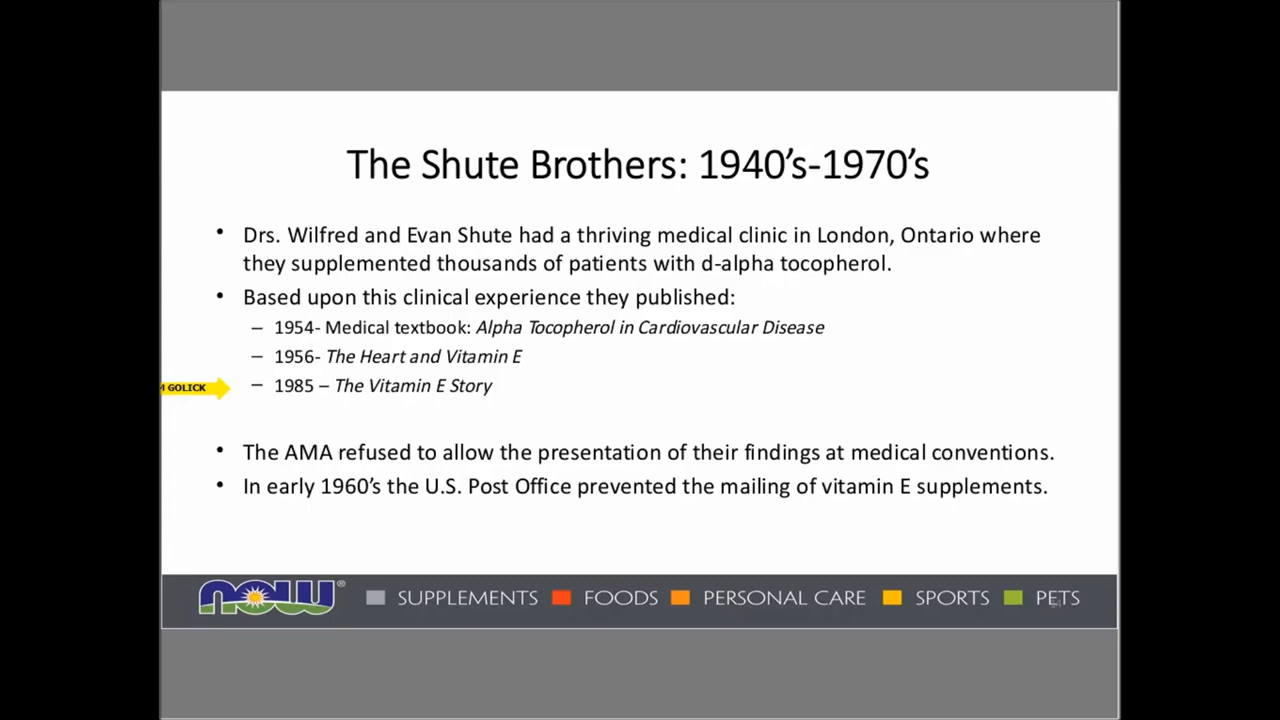 The Shute Brothers: 1940's-1970's
• Drs. Wilfred and Evan Shute had a thriving medical clinic in London, Ontario where
they supplemented thousands of patients with d-alpha tocopherol.
• Based upon this clinical experience they published:
– 1954- Medical textbook: Alpha Tocopherol in Cardiovascular Disease
– 1956- The Heart and Vitamin E
GOLICK
– 1985 – The Vitamin E Story
• The AMA refused to allow the presentation of their findings at medical conventions.
• In early 1960's the U.S. Post Office prevented the mailing of vitamin E supplements.
NOW® SUPPLEMENTS FOODS PERSONAL CARE SPORTS PETS